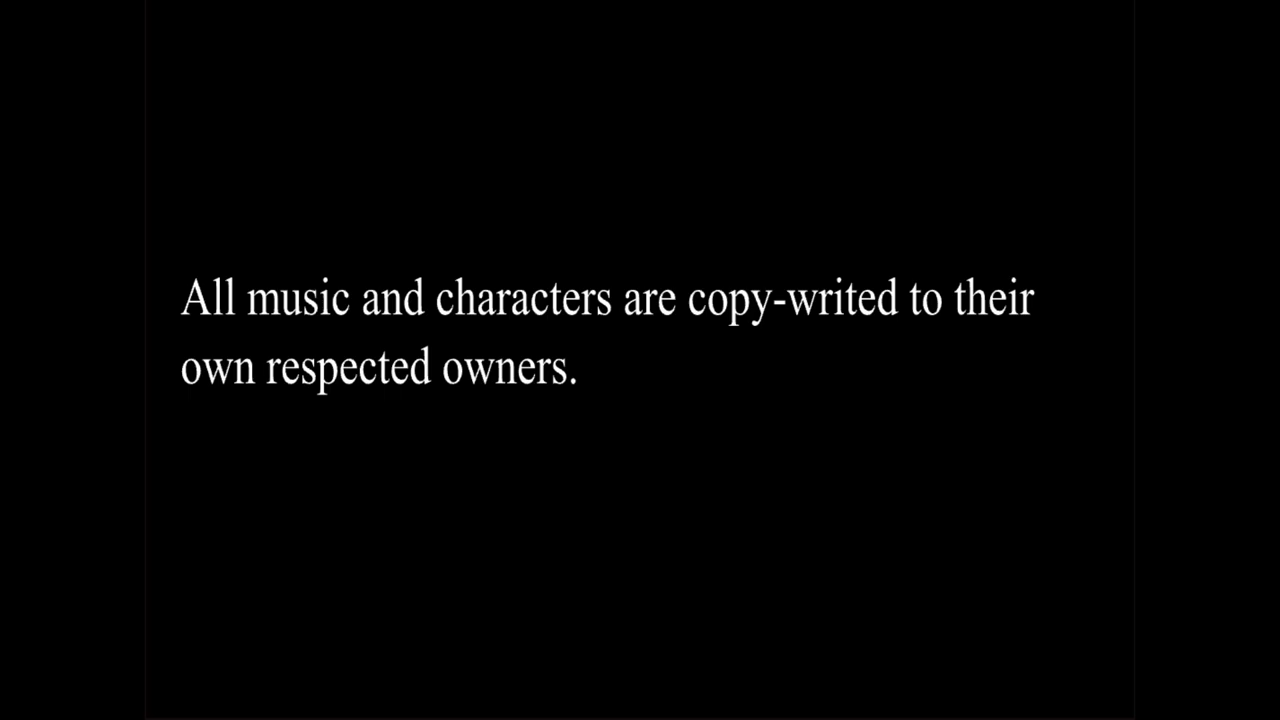 All music and characters are copy-writed to their
own respected owners.